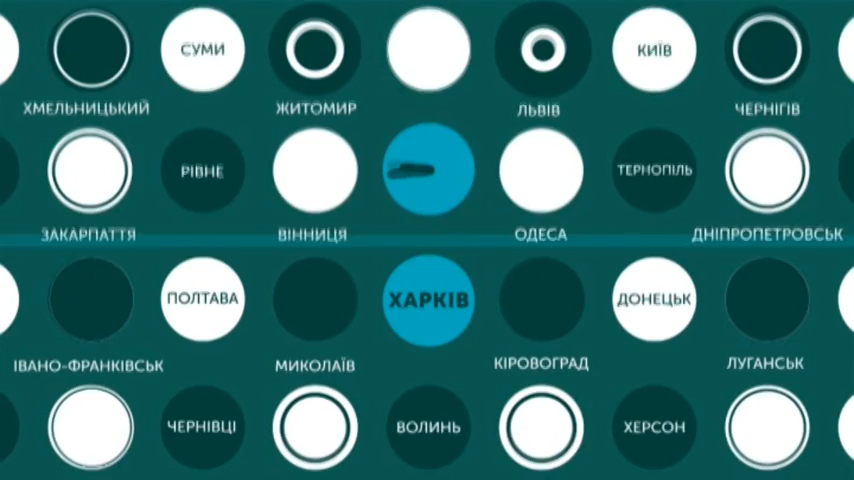 СУМИ
КИЇВ
ХМЕЛЬНИЦЬКИЙ
ЖИТОМИР
ЛЬВІВ
ЧЕРНІГІВ
РІВНЕ
ТЕРНОПІЛЬ
ЗАКАРПАТТЯ
ВІННИЦЯ
ОДЕСА
ДНІПРОПЕТРОВСЬК
ПОЛТАВА
ХАРКІВ
ДОНЕЦЬК
ІВАНО-ФРАНКІВСЬК
МИКОЛАЇВ
КІРОВОГРАД
ЛУГАНСЬК
ЧЕРНІВЦІ
ВОЛИНЬ
ХЕРСОН